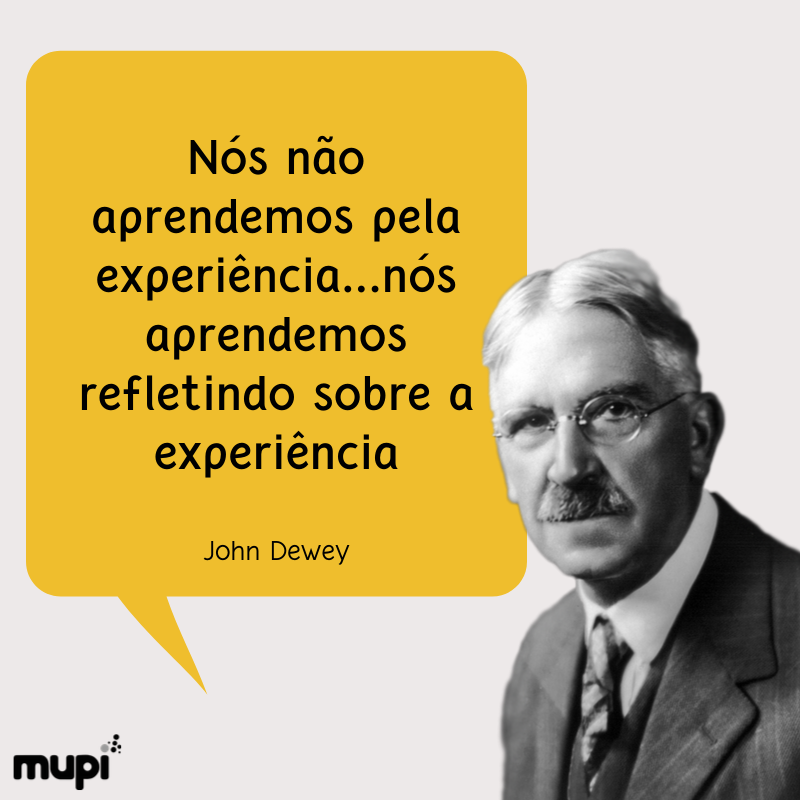 Nós não
aprendemos pela
experiência...nós
aprendemos
refletindo sobre a
experiência
John Dewey
mupi